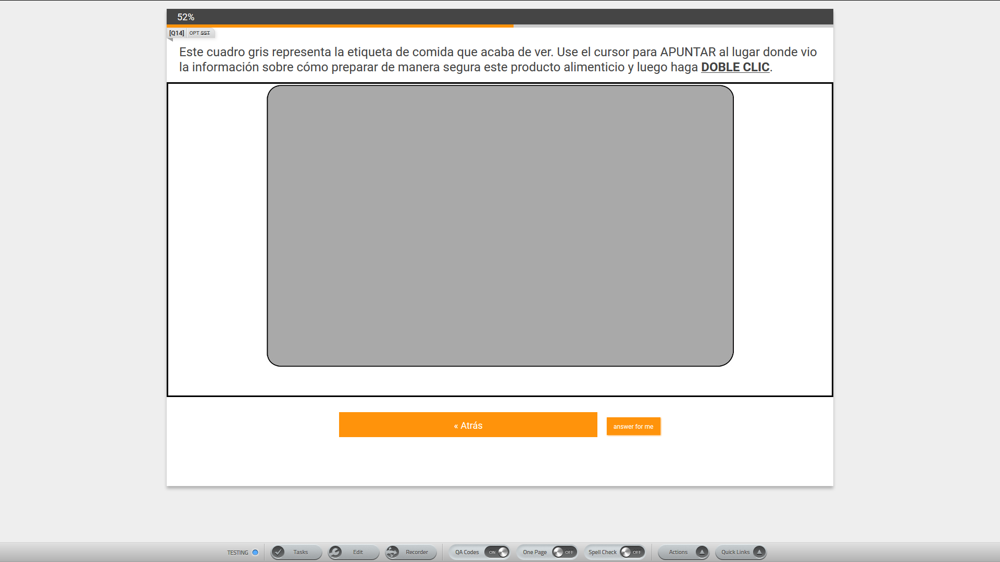 52%
[Q14] OPT SST
Este cuadro gris representa la etiqueta de comida que acaba de ver. Use el cursor para APUNTAR al lugar donde vio
la información sobre cómo preparar de manera segura este producto alimenticio y luego haga DOBLE CLIC.
« Atrás
answer for me
TESTING Tasks Edit Recorder QA Codes ON One Page OFF Spell Check OFF Actions Quick Links